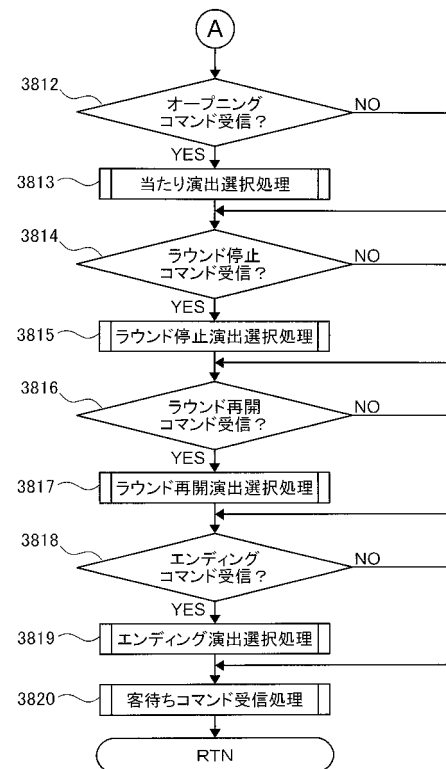 A
3812
オープニング
コマンド受信？
NO
YES
3813
当たり演出選択処理
3814
ラウンド停止
コマンド受信？
NO
YES
3815
ラウンド停止演出選択処理
3816
ラウンド再開
コマンド受信？
NO
YES
3817
ラウンド再開演出選択処理
3818
エンディング
コマンド受信？
NO
YES
3819
エンディング演出選択処理
3820
客待ちコマンド受信処理
RTN